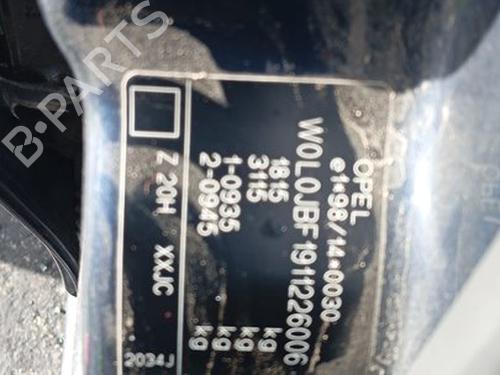 OPEL
e1*98/14*0030
W0L0JBF1911226006
1815 kg
3115 kg
1-0935 kg
2-0945 kg
Z 20H XXJC
2034J
B-PARTS